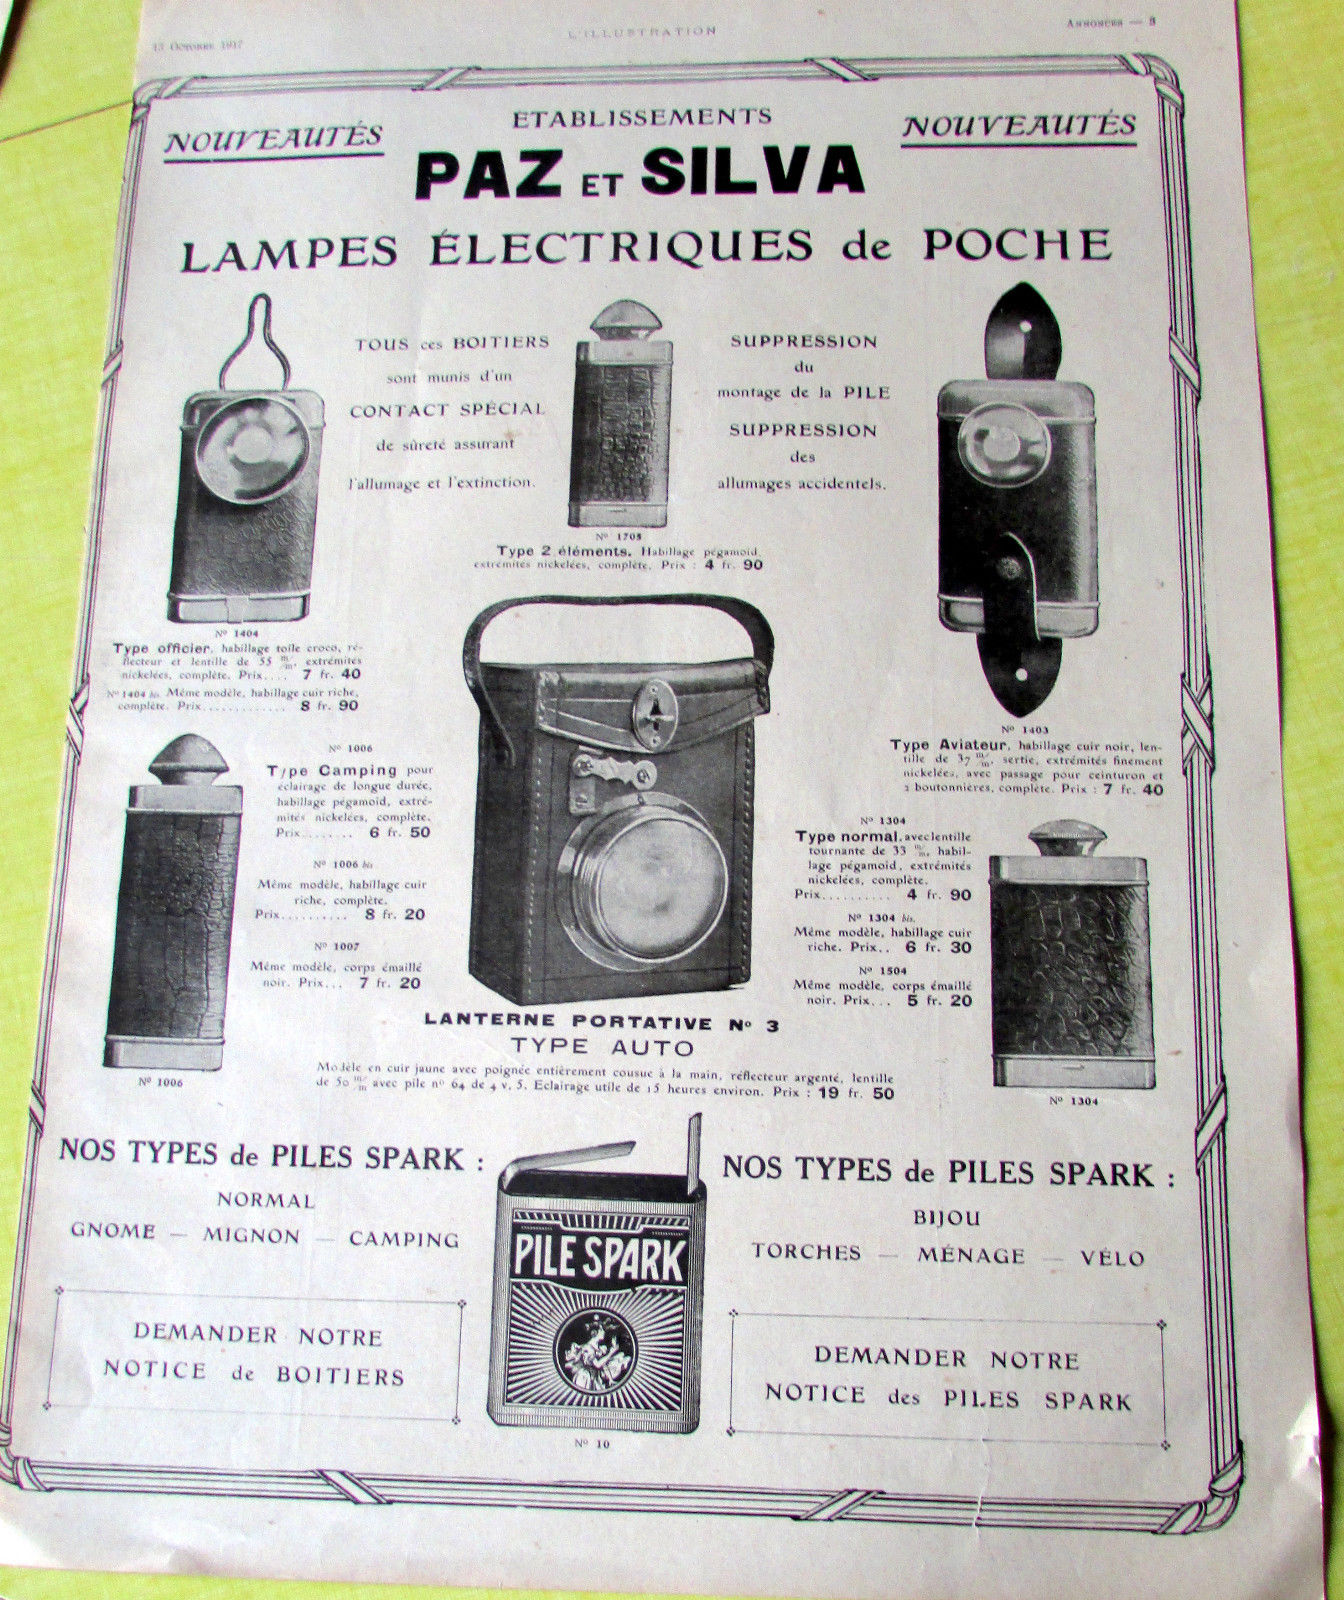 13 Octobre 1917
L'ILLUSTRATION
Annonces — 3
NOUVEAUTÉS
ETABLISSEMENTS
NOUVEAUTÉS
PAZ ET SILVA
LAMPES ÉLECTRIQUES de POCHE
TOUS ces BOITIERS
sont munis d'un
CONTACT SPÉCIAL
de sûreté assurant
l'allumage et l'extinction.
SUPPRESSION
du
montage de la PILE
SUPPRESSION
des
allumages accidentels.
Nº 1705
Type 2 éléments. Habillage pégamoid,
extrémités nickelées, complète. Prix : 4 fr. 90
Nº 1404
Type officier, habillage toile croco, ré-
flecteur et lentille de 55 m/m, extrémités
nickelées, complète. Prix.... 7 fr. 40
Nº 1404 bis. Même modèle, habillage cuir riche,
complète. Prix............ 8 fr. 90
Nº 1403
Type Aviateur, habillage cuir noir, len-
tille de 37 m/m, sertie, extrémités finement
nickelées, avec passage pour ceinturon et
2 boutonnières, complète. Prix : 7 fr. 40
Nº 1006
Type Camping pour
éclairage de longue durée,
habillage pégamoid, extré-
mités nickelées, complète.
Prix........ 6 fr. 50
Nº 1006 bis
Même modèle, habillage cuir
riche, complète.
Prix.......... 8 fr. 20
Nº 1007
Même modèle, corps émaillé
noir. Prix... 7 fr. 20
Nº 1006
Nº 1304
Type normal, avec lentille
tournante de 33 m/m, habil-
lage pégamoid, extrémités
nickelées, complète.
Prix.......... 4 fr. 90
Nº 1304 bis.
Même modèle, habillage cuir
riche. Prix.. 6 fr. 30
Nº 1504
Même modèle, corps émaillé
noir. Prix... 5 fr. 20
Nº 1304
LANTERNE PORTATIVE Nº 3
TYPE AUTO
Modèle en cuir jaune avec poignée entièrement cousue à la main, réflecteur argenté, lentille
de 50 m/m avec pile nº 64 de 4 v. 5. Eclairage utile de 15 heures environ. Prix : 19 fr. 50
NOS TYPES de PILES SPARK :
NORMAL
GNOME — MIGNON — CAMPING
DEMANDER NOTRE
NOTICE de BOITIERS
PILE SPARK
Nº 10
NOS TYPES de PILES SPARK :
BIJOU
TORCHES — MÉNAGE — VÉLO
DEMANDER NOTRE
NOTICE des PILES SPARK